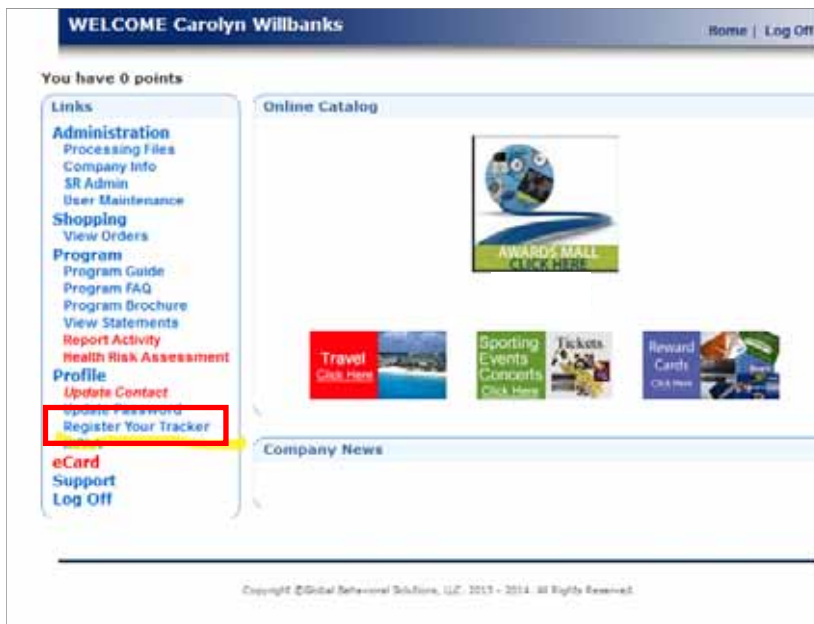 WELCOME Carolyn Willbanks
Home | Log Off
You have 0 points
Links
Administration
Processing Files
Company Info
SR Admin
User Maintenance
Shopping
View Orders
Program
Program Guide
Program FAQ
Program Brochure
View Statements
Report Activity
Health Risk Assessment
Profile
Update Contact
Update Password
Register Your Tracker
eCard
Support
Log Off
Online Catalog
AWARDS MALL
CLICK HERE
Travel
Click Here
Sporting
Events
Concerts
Click Here
Tickets
Reward
Cards
Click Here
Company News
Copyright ©Global Behavioral Solutions, LLC. 2013 - 2014. All Rights Reserved.